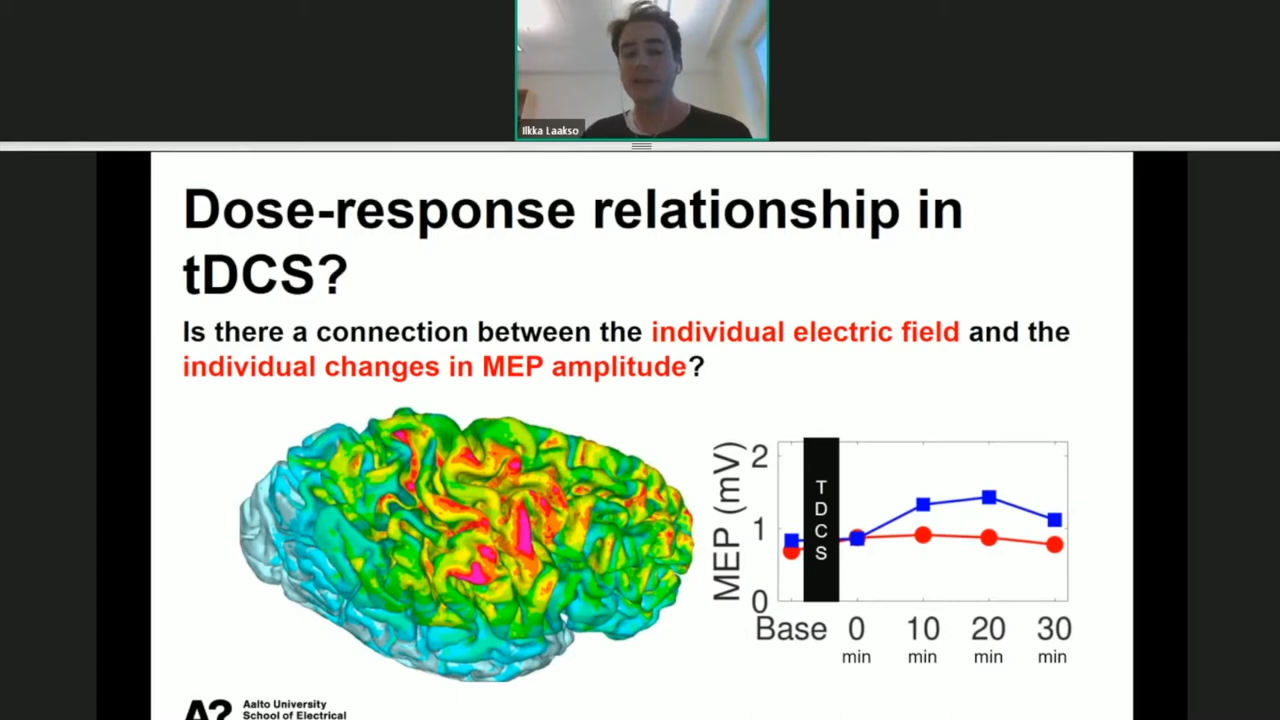 Ilkka Laakso
Dose-response relationship in
tDCS?
Is there a connection between the individual electric field and the
individual changes in MEP amplitude?
MEP (mV)
2
1
0
TDCS
Base 0 10 20 30
min min min min
A?
Aalto University
School of Electrical